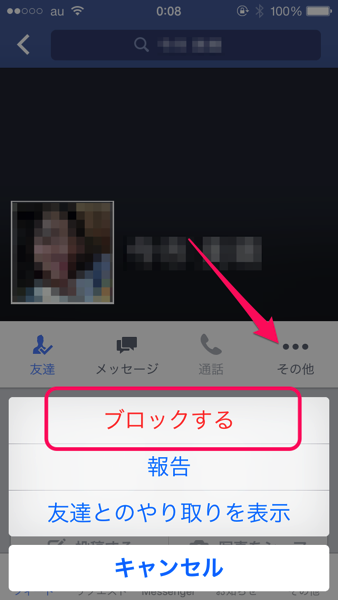 au 0:08 100%
友達 メッセージ 通話 その他
ブロックする
報告
友達とのやり取りを表示
キャンセル
Messenger